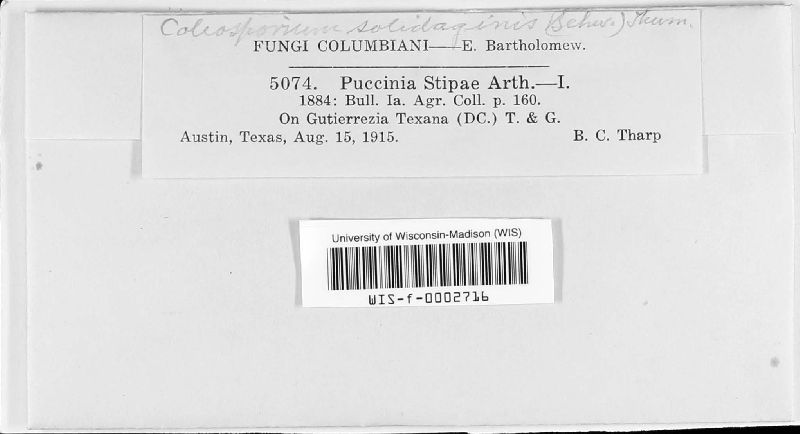 Coleosporium solidaginis (Schw.) Thum.
FUNGI COLUMBIANI—E. Bartholomew.
5074. Puccinia Stipae Arth.—I.
1884: Bull. Ia. Agr. Coll. p. 160.
On Gutierrezia Texana (DC.) T. & G.
Austin, Texas, Aug. 15, 1915. B. C. Tharp
University of Wisconsin-Madison (WIS)
WIS-f-0002716